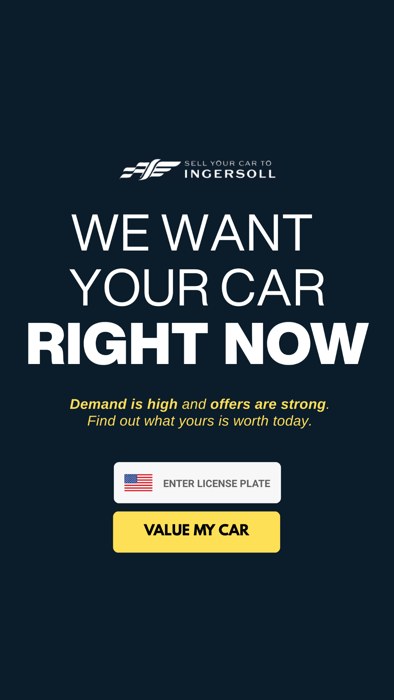 SELL YOUR CAR TO
INGERSOLL
WE WANT
YOUR CAR
RIGHT NOW
Demand is high and offers are strong.
Find out what yours is worth today.
ENTER LICENSE PLATE
VALUE MY CAR